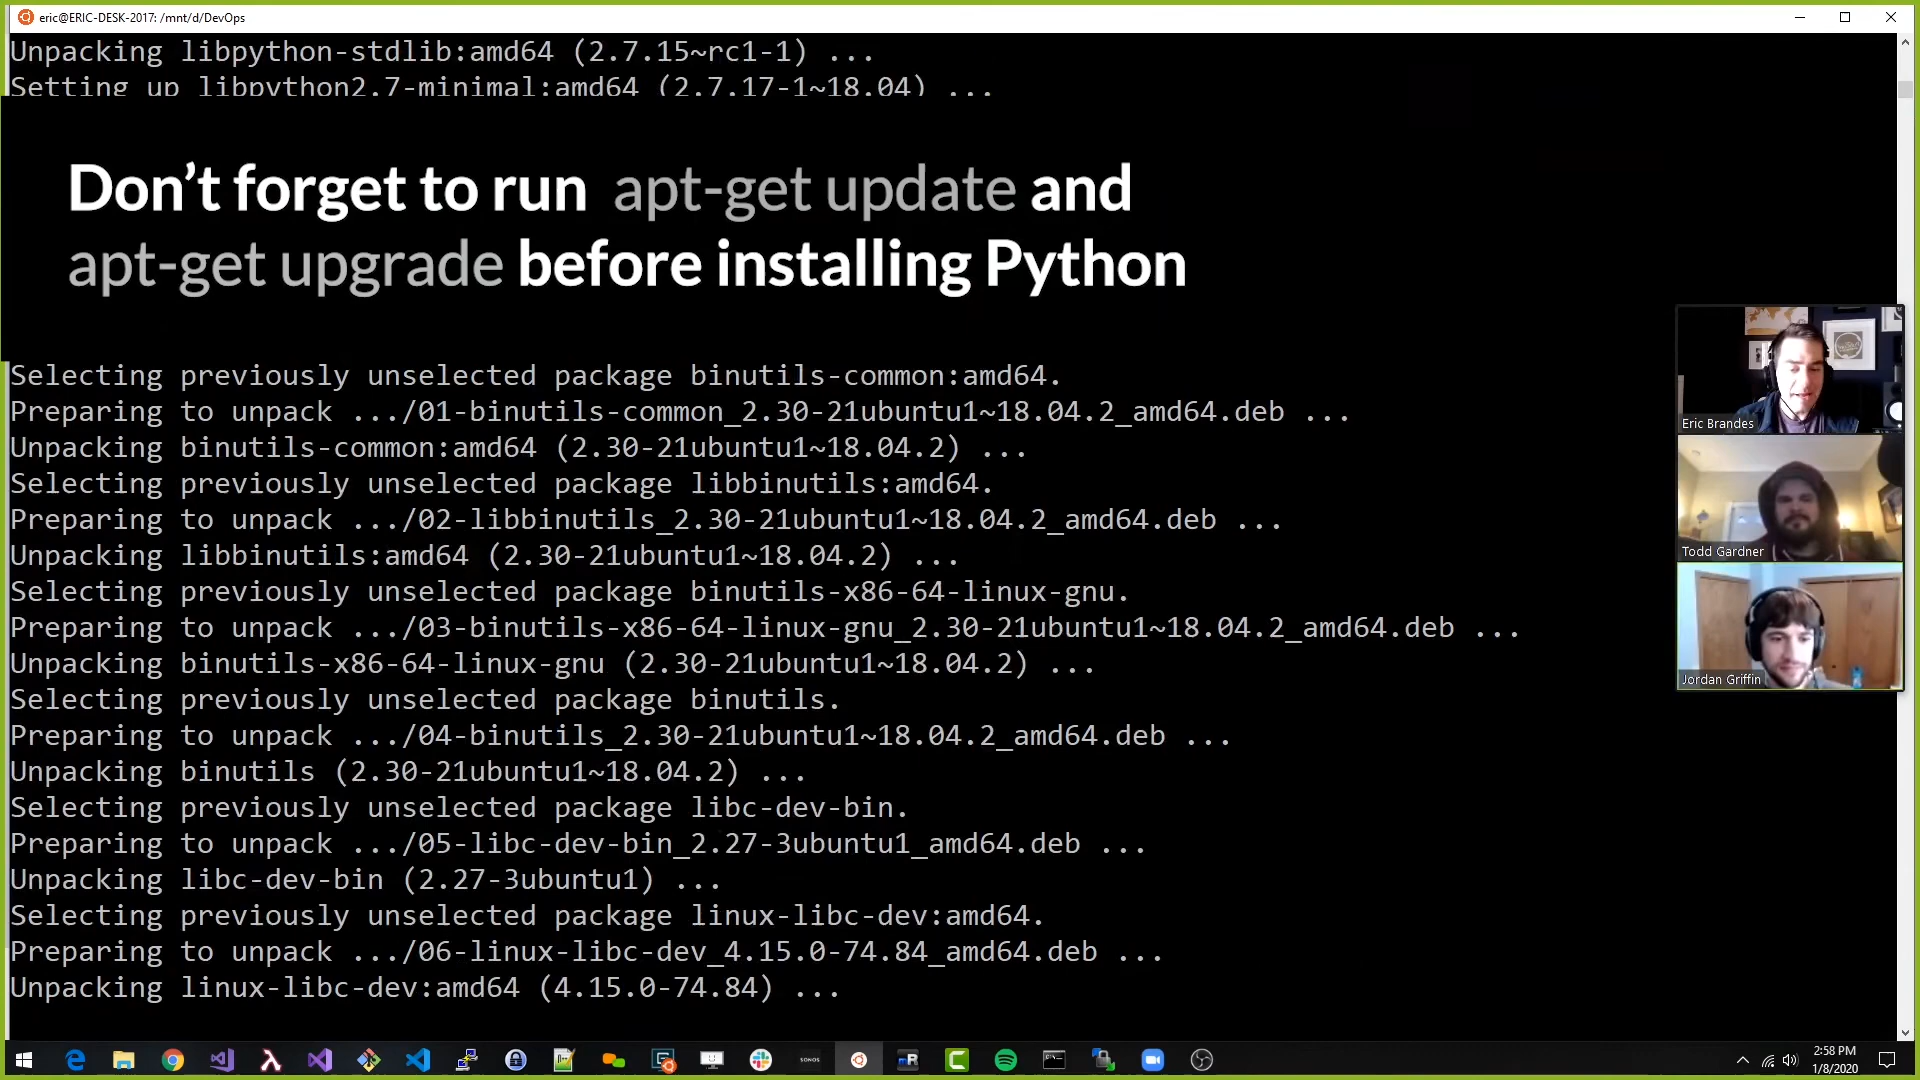 eric@ERIC-DESK-2017: /mnt/d/DevOps
Unpacking libpython-stdlib:amd64 (2.7.15~rc1-1) ...
Setting up libpython2.7-minimal:amd64 (2.7.17-1~18.04) ...
Don't forget to run apt-get update and
apt-get upgrade before installing Python
Selecting previously unselected package binutils-common:amd64.
Preparing to unpack .../01-binutils-common_2.30-21ubuntu1~18.04.2_amd64.deb ...
Unpacking binutils-common:amd64 (2.30-21ubuntu1~18.04.2) ...
Selecting previously unselected package libbinutils:amd64.
Preparing to unpack .../02-libbinutils_2.30-21ubuntu1~18.04.2_amd64.deb ...
Unpacking libbinutils:amd64 (2.30-21ubuntu1~18.04.2) ...
Selecting previously unselected package binutils-x86-64-linux-gnu.
Preparing to unpack .../03-binutils-x86-64-linux-gnu_2.30-21ubuntu1~18.04.2_amd64.deb ...
Unpacking binutils-x86-64-linux-gnu (2.30-21ubuntu1~18.04.2) ...
Selecting previously unselected package binutils.
Preparing to unpack .../04-binutils_2.30-21ubuntu1~18.04.2_amd64.deb ...
Unpacking binutils (2.30-21ubuntu1~18.04.2) ...
Selecting previously unselected package libc-dev-bin.
Preparing to unpack .../05-libc-dev-bin_2.27-3ubuntu1_amd64.deb ...
Unpacking libc-dev-bin (2.27-3ubuntu1) ...
Selecting previously unselected package linux-libc-dev:amd64.
Preparing to unpack .../06-linux-libc-dev_4.15.0-74.84_amd64.deb ...
Unpacking linux-libc-dev:amd64 (4.15.0-74.84) ...
Eric Brandes
Todd Gardner
Jordan Griffin
SONOS
2:58 PM
1/8/2020